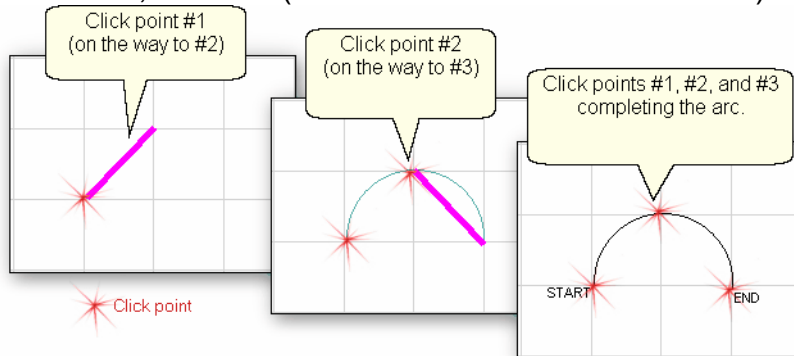 Click point #1
(on the way to #2)
Click point #2
(on the way to #3)
Click points #1, #2, and #3
completing the arc.
START
END
Click point